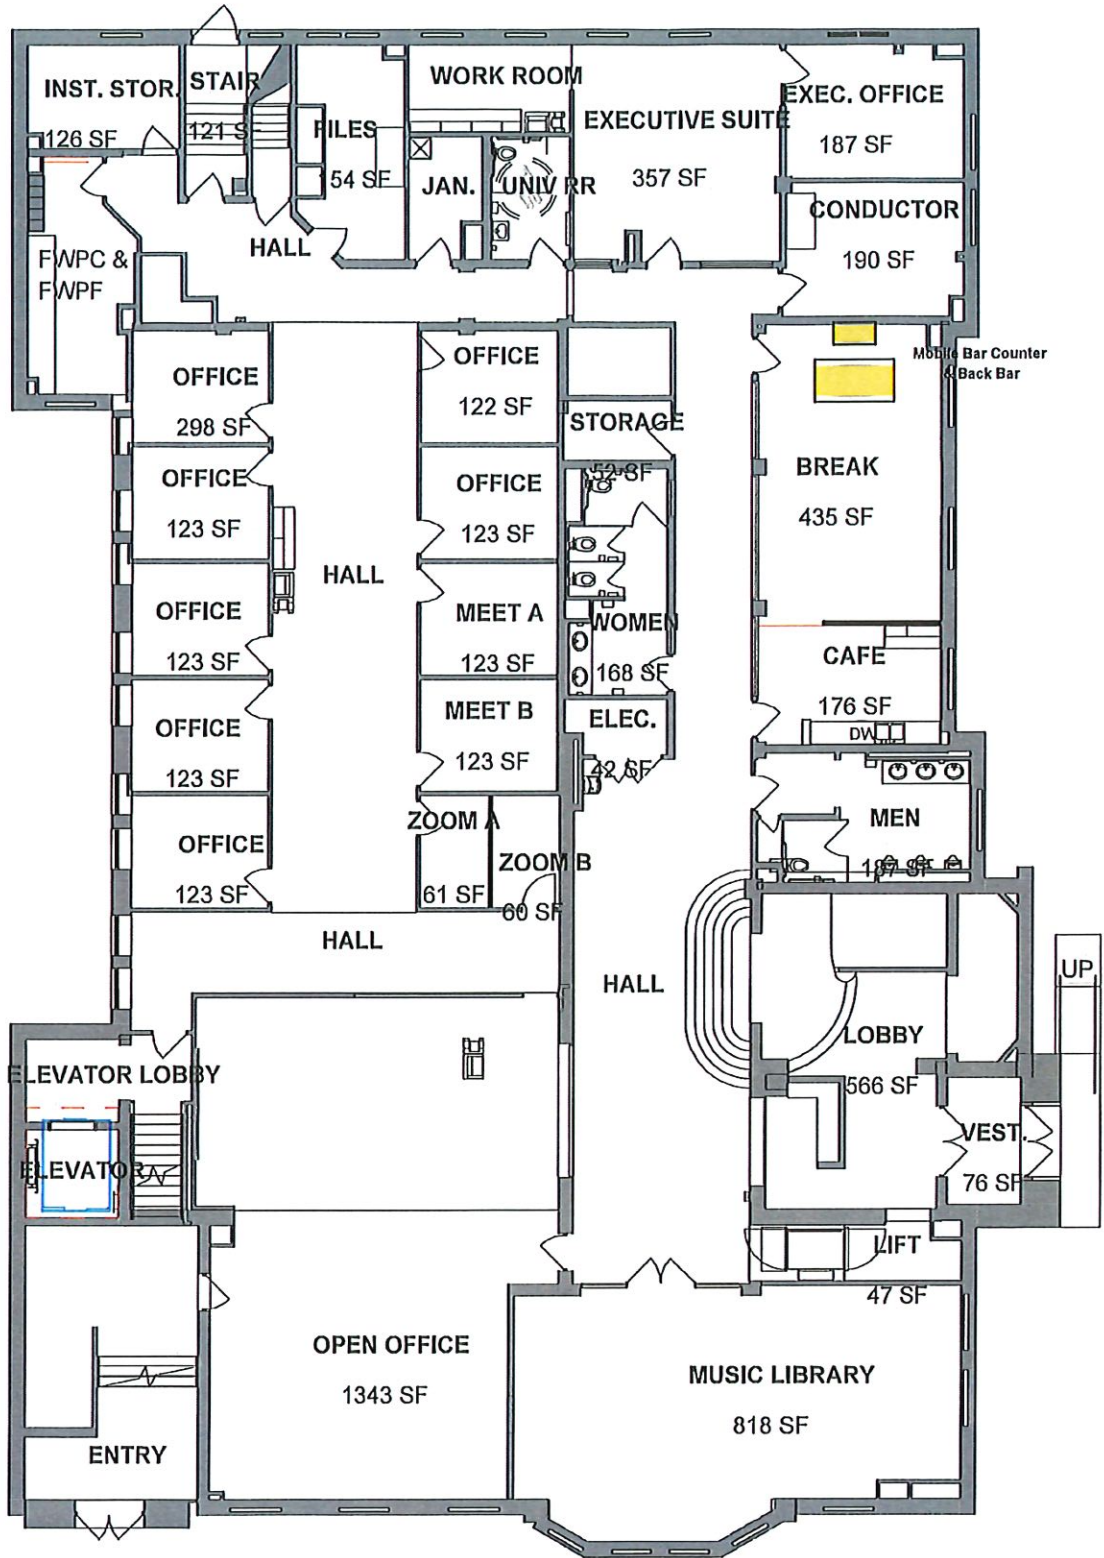 INST. STOR.
126 SF
STAIR
121 SF
FILES
54 SF
WORK ROOM
JAN.
UNIV RR
EXECUTIVE SUITE
357 SF
EXEC. OFFICE
187 SF
CONDUCTOR
190 SF
HALL
FWPC &
FWPF
OFFICE
298 SF
OFFICE
122 SF
STORAGE
52 SF
Mobile Bar Counter
& Back Bar
BREAK
435 SF
OFFICE
123 SF
OFFICE
123 SF
HALL
OFFICE
123 SF
MEET A
123 SF
WOMEN
168 SF
CAFE
176 SF
DW
OFFICE
123 SF
MEET B
123 SF
ELEC.
42 SF
MEN
187 SF
OFFICE
123 SF
ZOOM A
61 SF
ZOOM B
60 SF
HALL
HALL
LOBBY
566 SF
UP
VEST.
76 SF
ELEVATOR LOBBY
ELEVATOR
LIFT
47 SF
OPEN OFFICE
1343 SF
MUSIC LIBRARY
818 SF
ENTRY